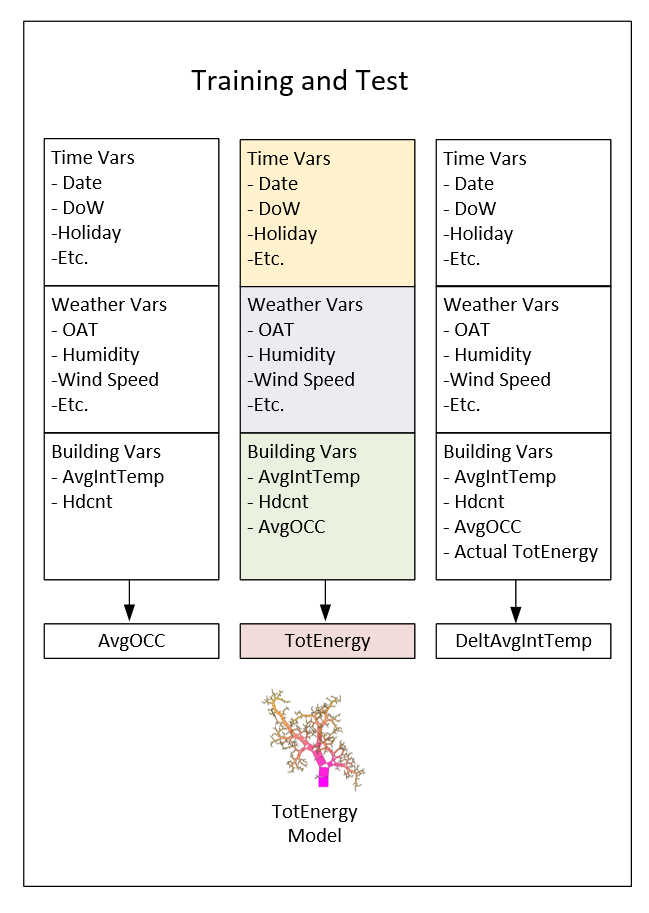 Training and Test
Time Vars
- Date
- DoW
-Holiday
-Etc.
Weather Vars
- OAT
- Humidity
-Wind Speed
-Etc.
Building Vars
- AvgIntTemp
- Hdcnt
AvgOCC
Time Vars
- Date
- DoW
-Holiday
-Etc.
Weather Vars
- OAT
- Humidity
-Wind Speed
-Etc.
Building Vars
- AvgIntTemp
- Hdcnt
- AvgOCC
TotEnergy
Time Vars
- Date
- DoW
-Holiday
-Etc.
Weather Vars
- OAT
- Humidity
-Wind Speed
-Etc.
Building Vars
- AvgIntTemp
- Hdcnt
- AvgOCC
- Actual TotEnergy
DeltAvgIntTemp
TotEnergy
Model